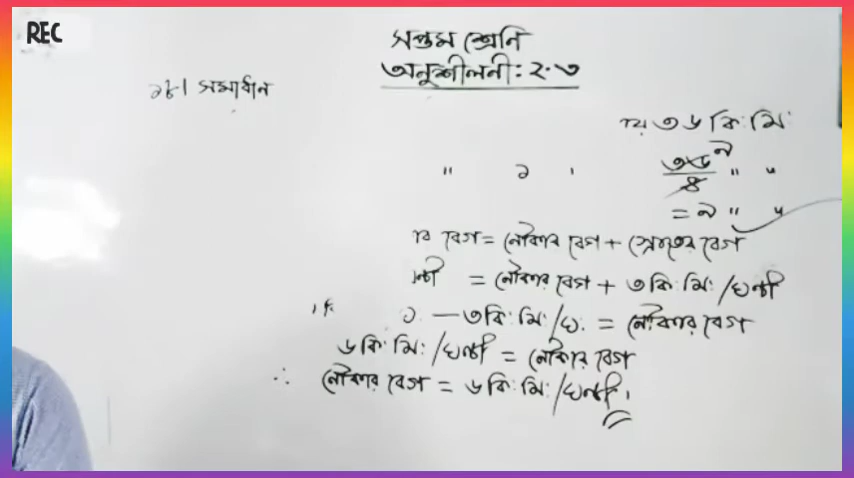 REC
সপ্তম শ্রেনি
অনুশীলনী: ২.৩
১৮। সমাধান
য় ৩৬ কি: মি:
" ১ ' ৩৬ ৯ " "
৪
= ৯ " "
র বেগ = নৌকার বেগ + স্রোতের বেগ
ন্টা = নৌকার বেগ + ৩ কি: মি: /ঘন্টা
— ৩ কি: মি: /ঘ. = নৌকার বেগ
৬ কি: মি: /ঘন্টা = নৌকার বেগ
∴ নৌকার বেগ = ৬ কি: মি: /ঘন্টা।